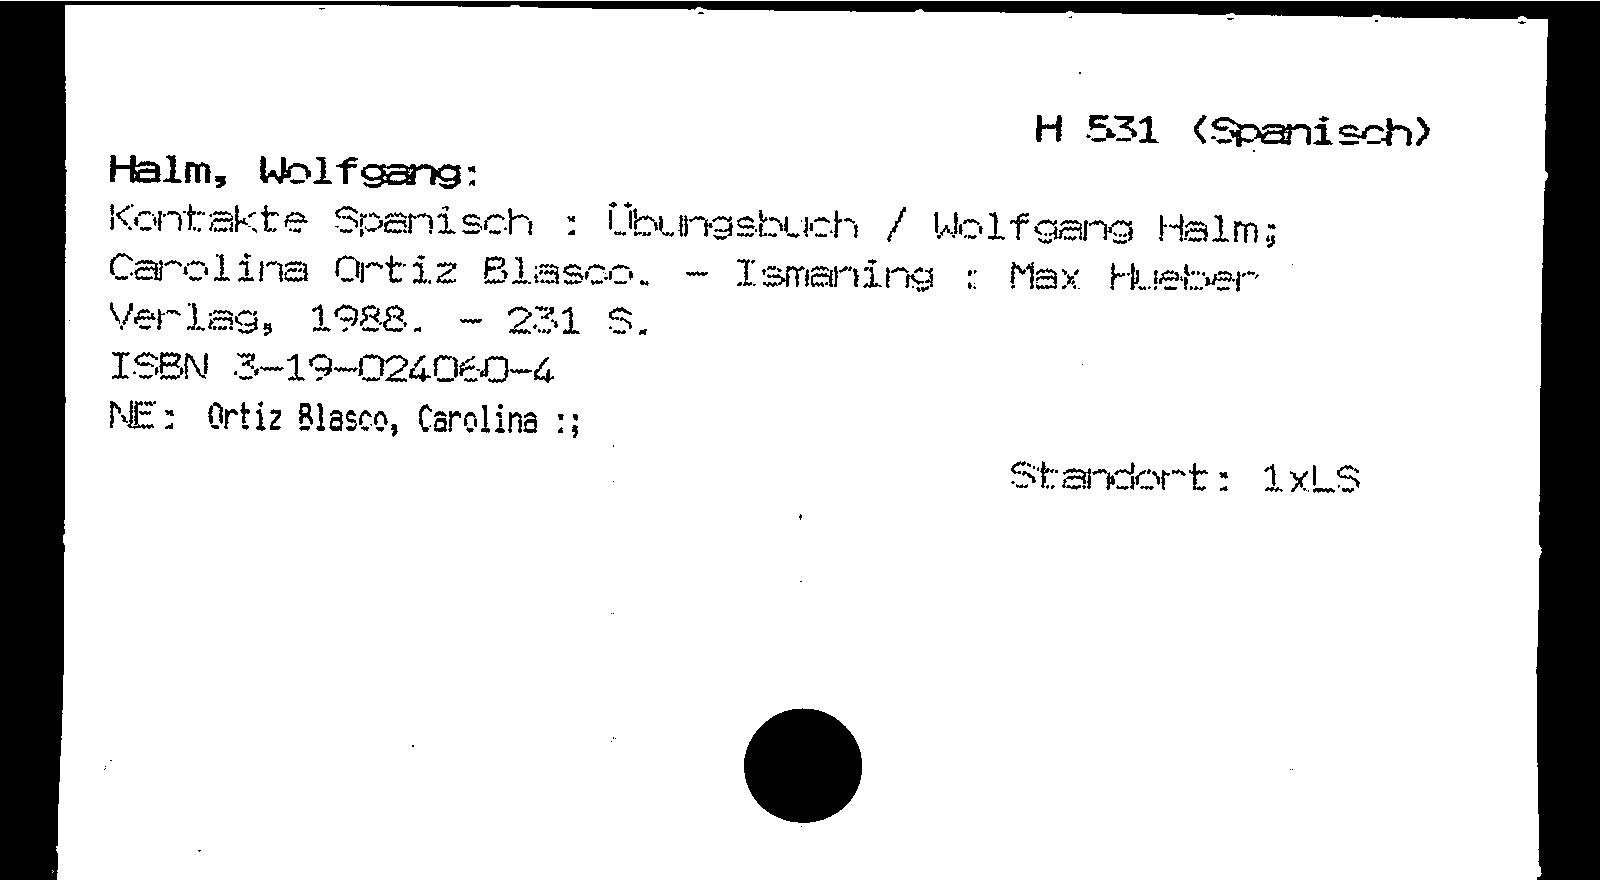 H 531 (Spanisch)
Halm, Wolfgang:
Kontakte Spanisch : Übungsbuch / Wolfgang Halm;
Carolina Ortiz Blasco. - Ismaning : Max Hueber
Verlag, 1988. - 231 S.
ISBN 3-19-024060-4
NE: Ortiz Blasco, Carolina :;
Standort: 1xLS